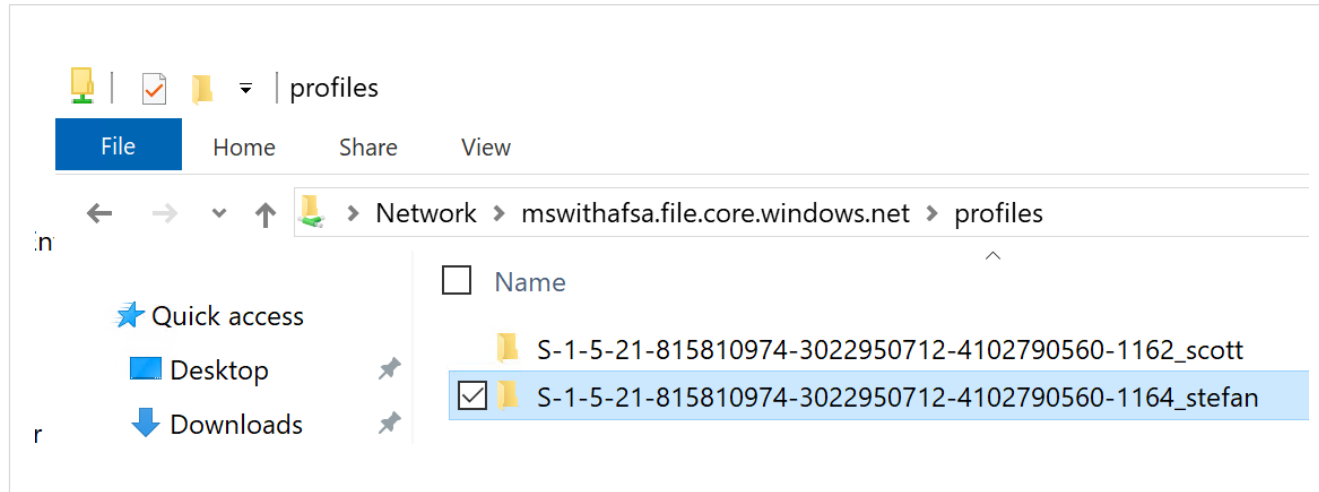 profiles
File Home Share View
Network > mswithafsa.file.core.windows.net > profiles
Name
Quick access
S-1-5-21-815810974-3022950712-4102790560-1162_scott
Desktop
S-1-5-21-815810974-3022950712-4102790560-1164_stefan
Downloads